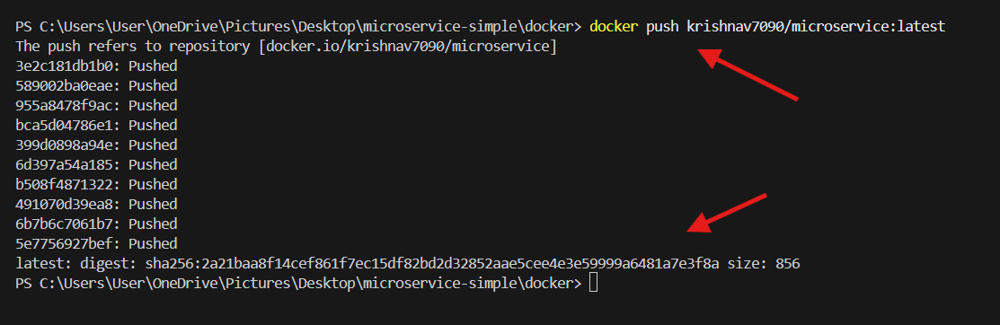 PS C:\Users\User\OneDrive\Pictures\Desktop\microservice-simple\docker> docker push krishnav7090/microservice:latest
The push refers to repository [docker.io/krishnav7090/microservice]
3e2c181db1b0: Pushed
589002ba0eae: Pushed
955a8478f9ac: Pushed
bca5d04786e1: Pushed
399d0898a94e: Pushed
6d397a54a185: Pushed
b508f4871322: Pushed
491070d39ea8: Pushed
6b7b6c7061b7: Pushed
5e7756927bef: Pushed
latest: digest: sha256:2a21baa8f14cef861f7ec15df82bd2d32852aae5cee4e3e59999a6481a7e3f8a size: 856
PS C:\Users\User\OneDrive\Pictures\Desktop\microservice-simple\docker>